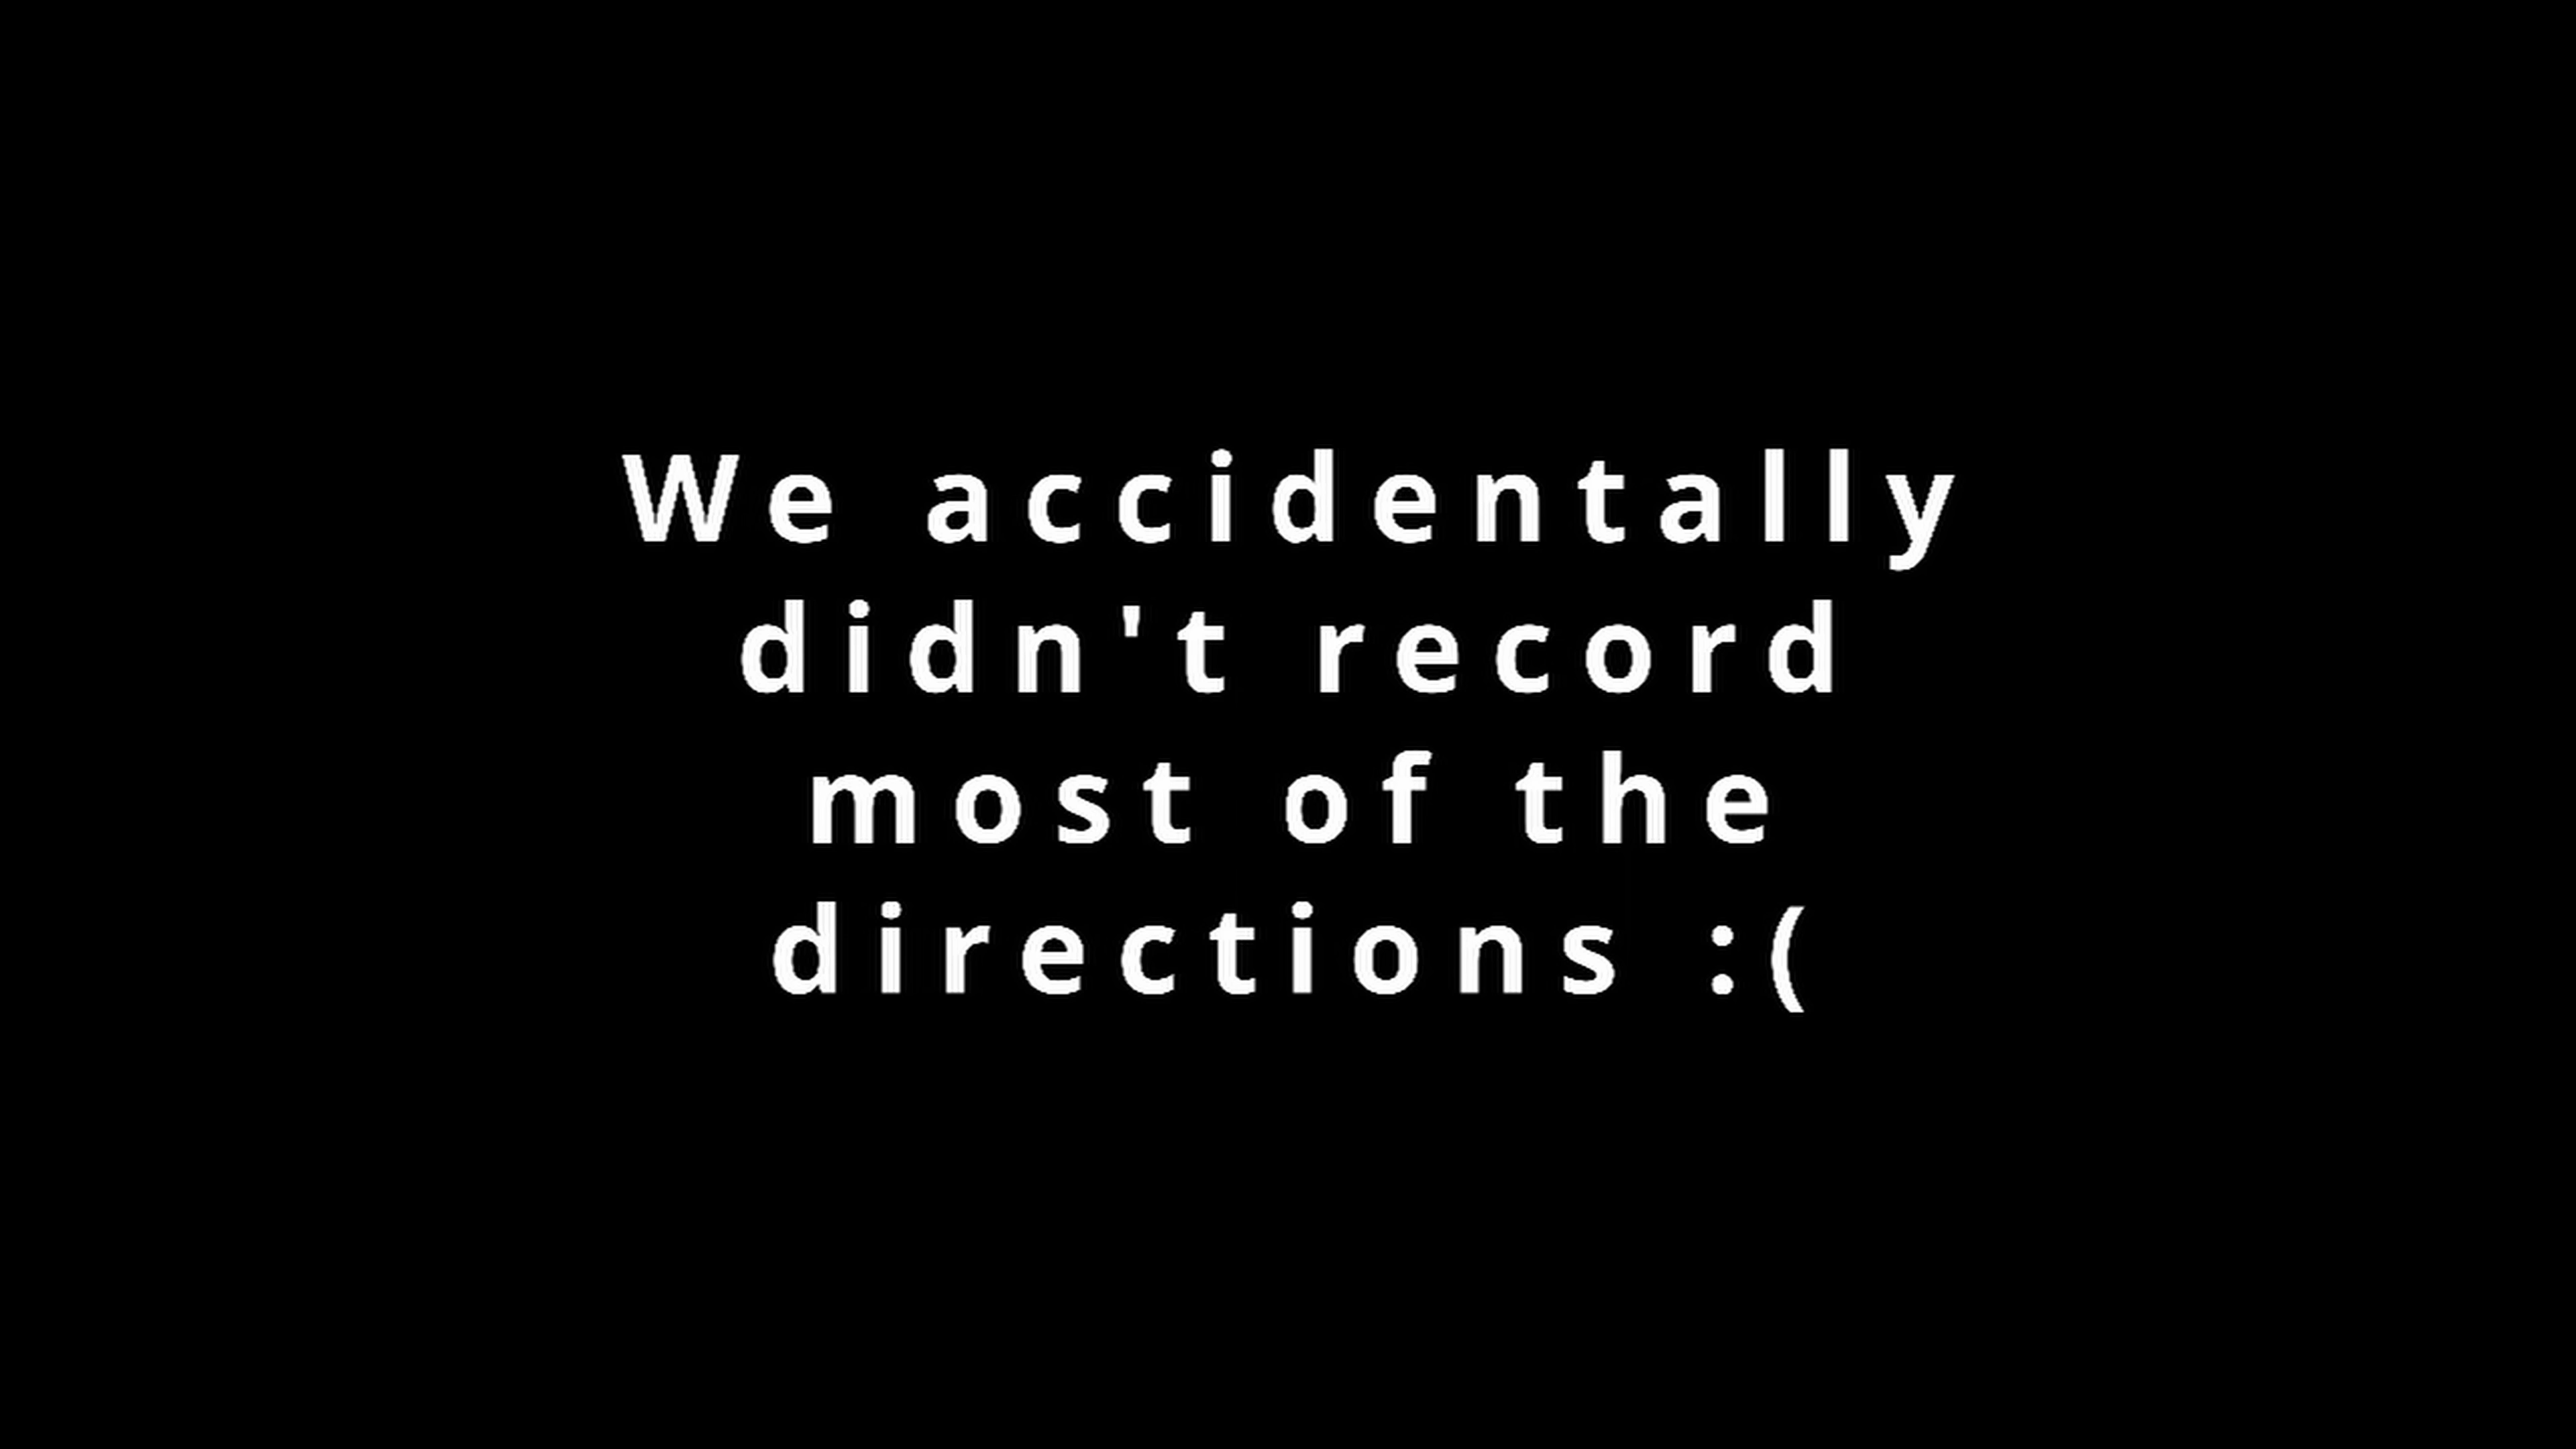 We accidentally
didn't record
most of the
directions :(